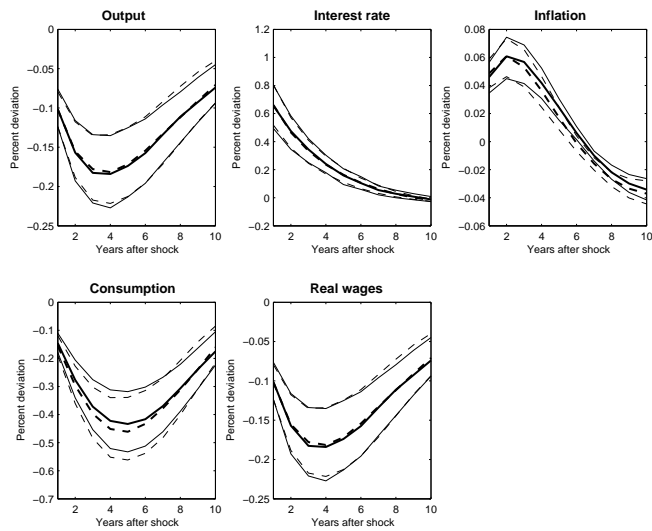 Output
Percent deviation
0
−0.05
−0.1
−0.15
−0.2
−0.25
2 4 6 8 10
Years after shock
Interest rate
Percent deviation
1.2
1
0.8
0.6
0.4
0.2
0
−0.2
2 4 6 8 10
Years after shock
Inflation
Percent deviation
0.08
0.06
0.04
0.02
0
−0.02
−0.04
−0.06
2 4 6 8 10
Years after shock
Consumption
Percent deviation
0
−0.1
−0.2
−0.3
−0.4
−0.5
−0.6
−0.7
2 4 6 8 10
Years after shock
Real wages
Percent deviation
0
−0.05
−0.1
−0.15
−0.2
−0.25
2 4 6 8 10
Years after shock